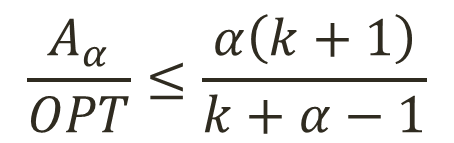 A_α / OPT ≤ α(k + 1) / (k + α − 1)